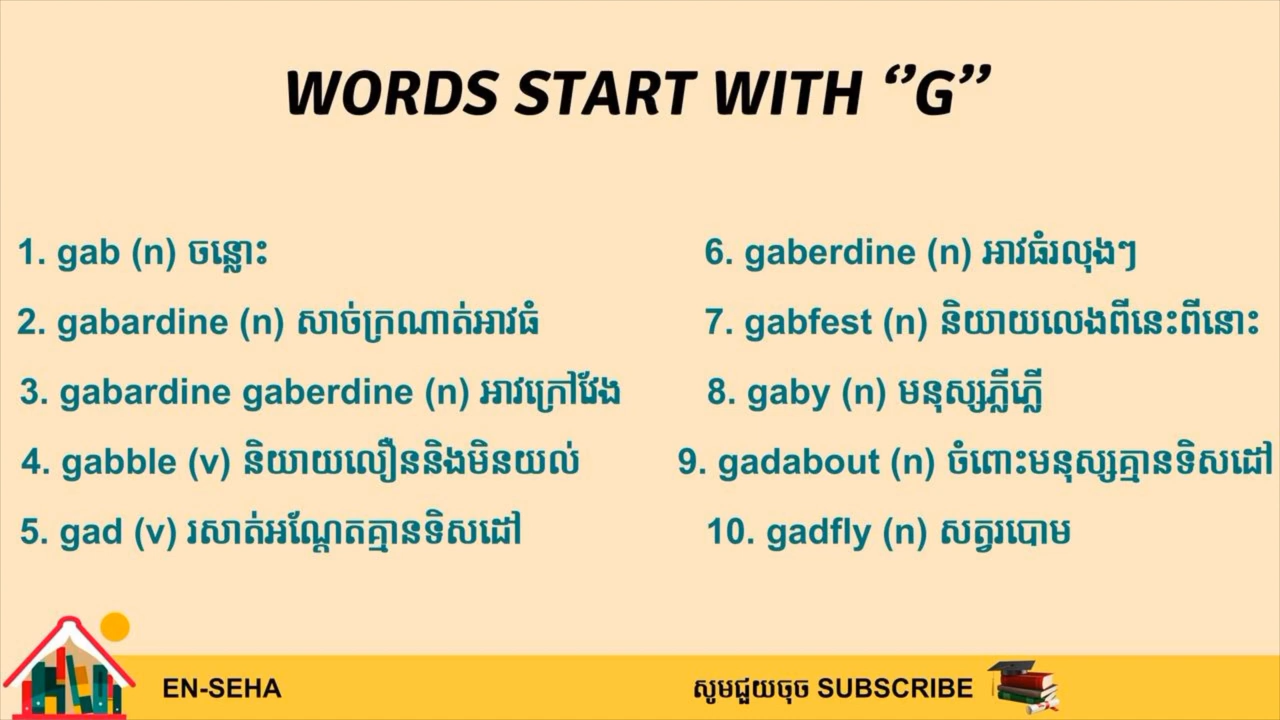 WORDS START WITH “G”
1. gab (n) ចន្លោះ
2. gabardine (n) សាច់ក្រណាត់អាវធំ
3. gabardine gaberdine (n) អាវក្រៅវែង
4. gabble (v) និយាយលឿននិងមិនយល់
5. gad (v) រសាត់អណ្ដែតគ្មានទិសដៅ
6. gaberdine (n) អាវធំរលុងៗ
7. gabfest (n) និយាយលេងពីនេះពីនោះ
8. gaby (n) មនុស្សភ្លីភ្លើ
9. gadabout (n) ចំពោះមនុស្សគ្មានទិសដៅ
10. gadfly (n) សត្វរបោម
EN-SEHA
សូមជួយចុច SUBSCRIBE